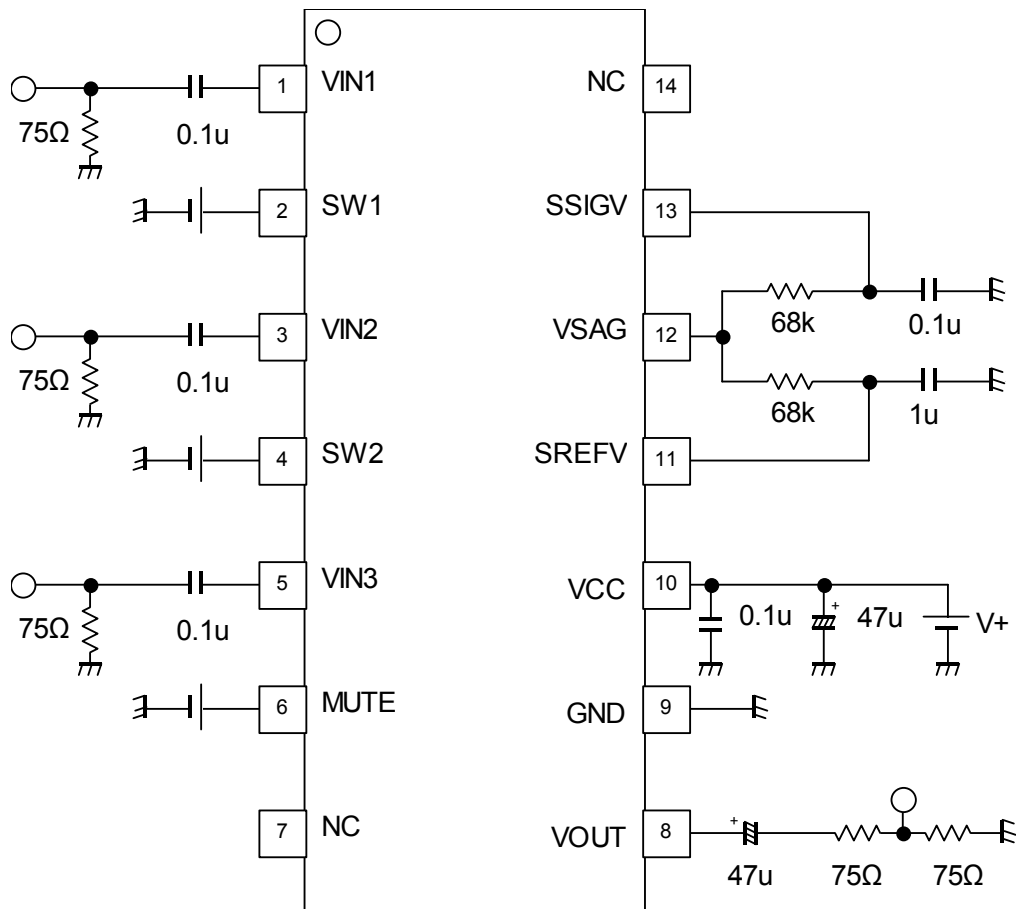 1 VIN1
75Ω
0.1u
2 SW1
3 VIN2
75Ω
0.1u
4 SW2
5 VIN3
75Ω
0.1u
6 MUTE
7 NC
NC 14
SSIGV 13
68k
0.1u
VSAG 12
68k
1u
SREFV 11
VCC 10
0.1u
+
47u
V+
GND 9
VOUT 8
+
47u
75Ω
75Ω